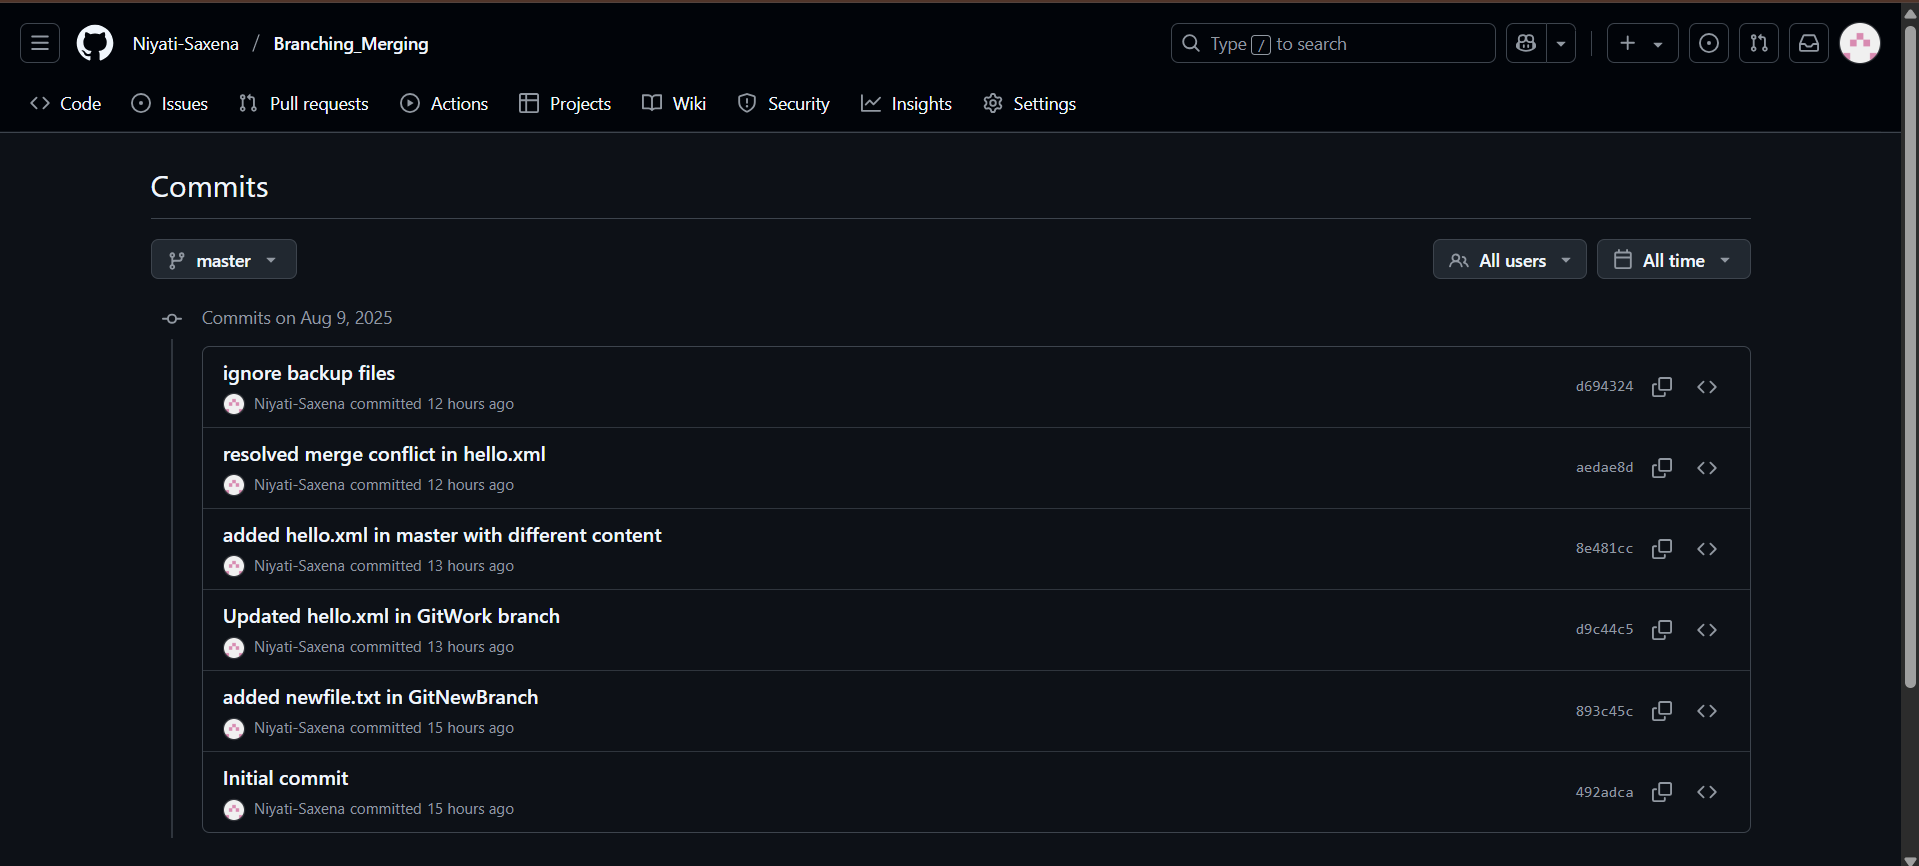 Niyati-Saxena / Branching_Merging
Type / to search
Code Issues Pull requests Actions Projects Wiki Security Insights Settings
Commits
master
All users
All time
Commits on Aug 9, 2025
ignore backup files
Niyati-Saxena committed 12 hours ago
d694324
resolved merge conflict in hello.xml
Niyati-Saxena committed 12 hours ago
aedae8d
added hello.xml in master with different content
Niyati-Saxena committed 13 hours ago
8e481cc
Updated hello.xml in GitWork branch
Niyati-Saxena committed 13 hours ago
d9c44c5
added newfile.txt in GitNewBranch
Niyati-Saxena committed 15 hours ago
893c45c
Initial commit
Niyati-Saxena committed 15 hours ago
492adca